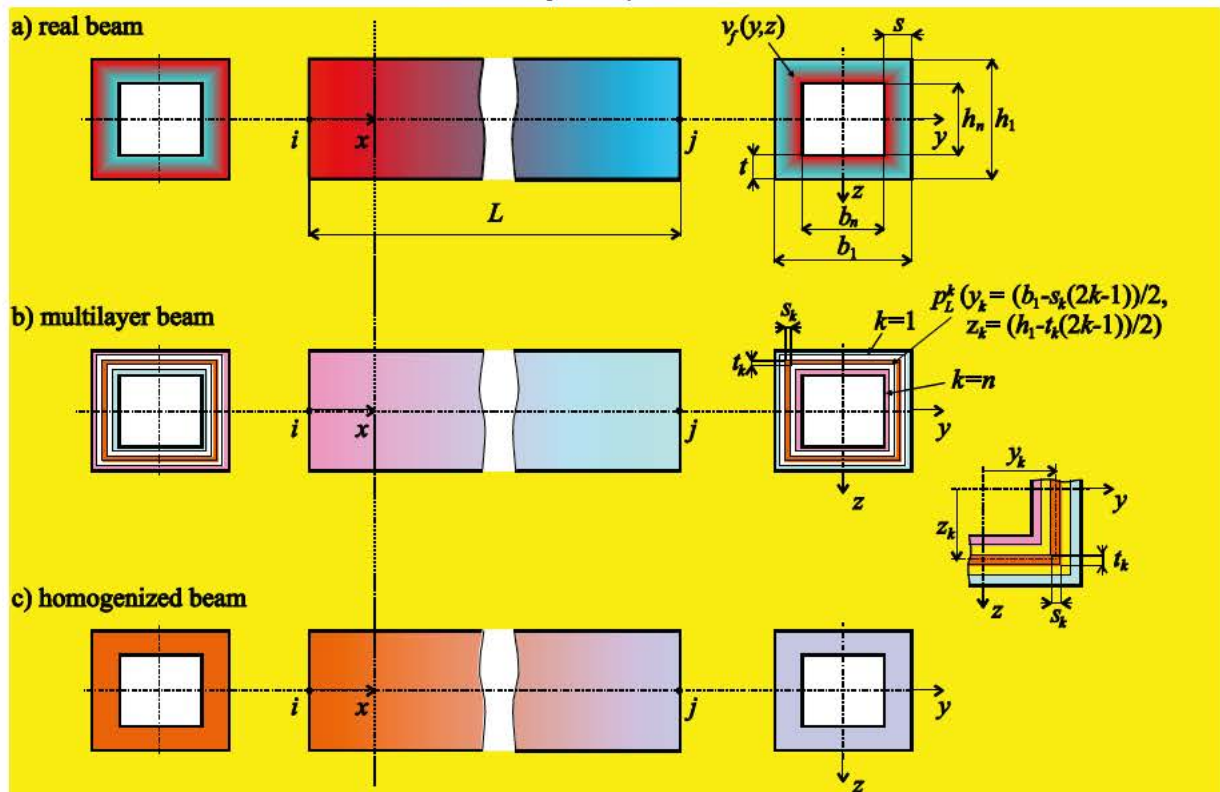 a) real beam
v_f(y,z)
s
i
x
j
y
h_n
h_1
t
z
L
b_n
b_1
b) multilayer beam
s_k
k=1
p_L^k (y_k = (b_1-s_k(2k-1))/2,
z_k = (h_1-t_k(2k-1))/2)
t_k
k=n
i
x
j
y
z
y_k
y
z_k
t_k
z
s_k
c) homogenized beam
i
x
j
y
z